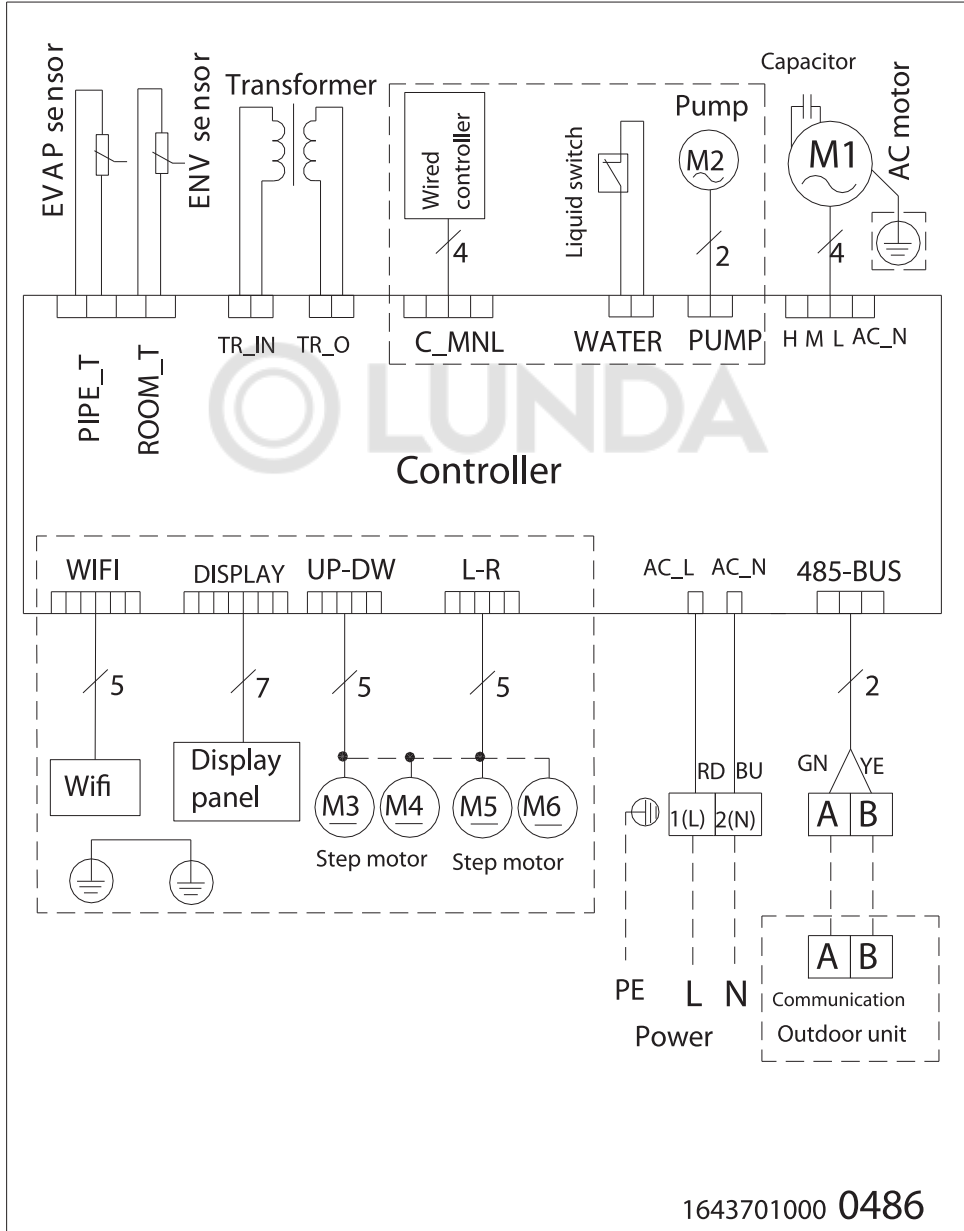 EVAP sensor
ENV sensor
Transformer
Wired
controller
4
Liquid switch
Pump
M2
2
Capacitor
M1
AC motor
4
PIPE_T
ROOM_T
TR_IN
TR_O
C_MNL
WATER
PUMP
H M L AC_N
LUNDA
Controller
WIFI
DISPLAY
UP-DW
L-R
AC_L
AC_N
485-BUS
5
7
5
5
2
Wifi
Display
panel
M3
M4
M5
M6
Step motor
Step motor
RD
BU
1(L)
2(N)
GN
YE
A B
A B
PE
L
N
Power
Communication
Outdoor unit
1643701000 0486